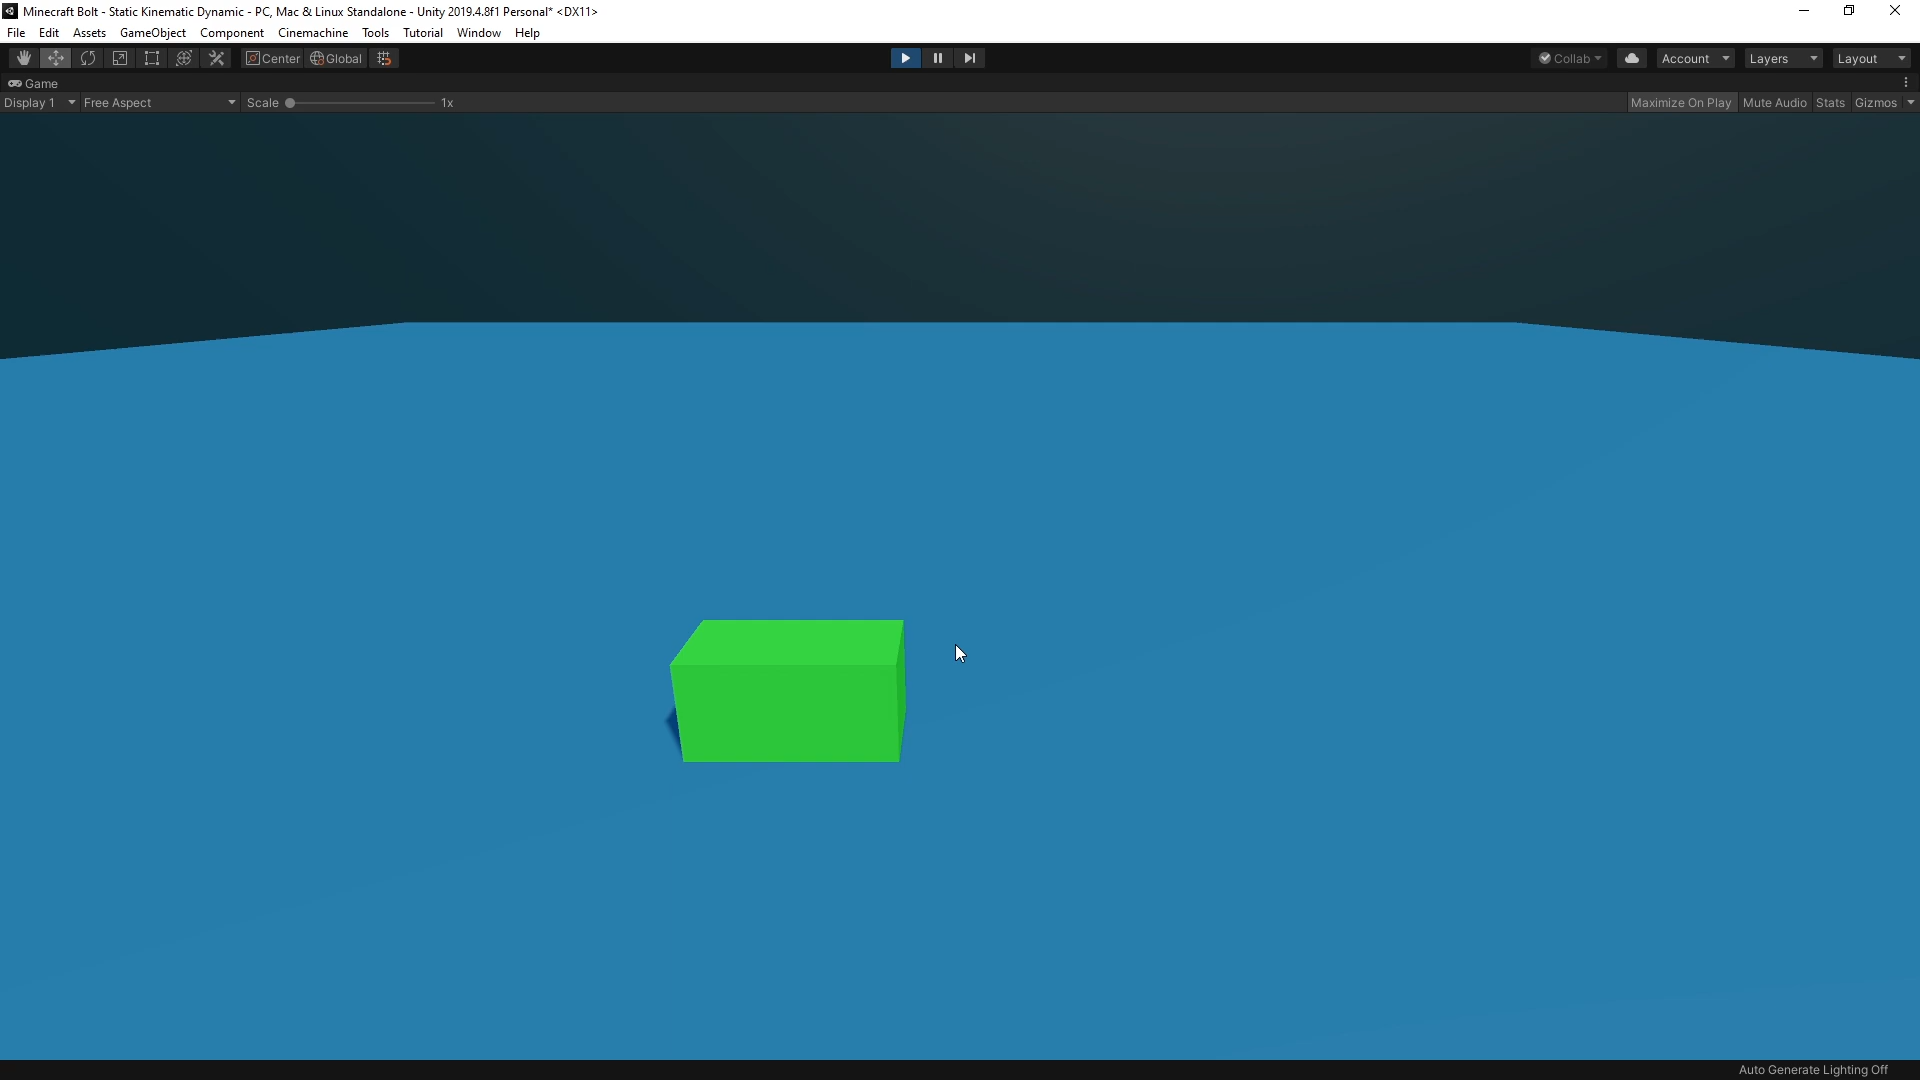 Minecraft Bolt - Static Kinematic Dynamic - PC, Mac & Linux Standalone - Unity 2019.4.8f1 Personal* <DX11>
File Edit Assets GameObject Component Cinemachine Tools Tutorial Window Help
Center Global Collab Account Layers Layout
Game
Display 1 Free Aspect Scale 1x Maximize On Play Mute Audio Stats Gizmos
Auto Generate Lighting Off